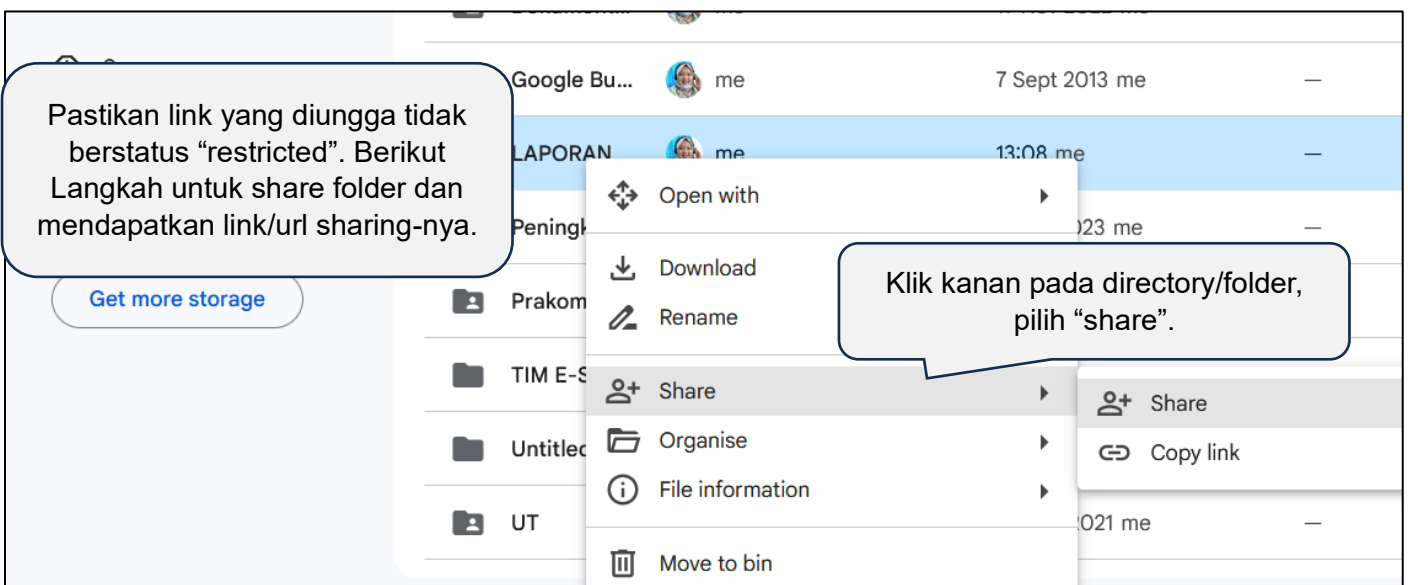 Google Bu... me 7 Sept 2013 me —
Pastikan link yang diungga tidak
berstatus “restricted”. Berikut
Langkah untuk share folder dan
mendapatkan link/url sharing-nya.
LAPORAN me 13:08 me —
Open with
me —
Download
Klik kanan pada directory/folder,
pilih “share”.
Get more storage
Prakom
Rename
TIM E-S
Share
Share
Organise
Copy link
File information
UT
2021 me —
Move to bin